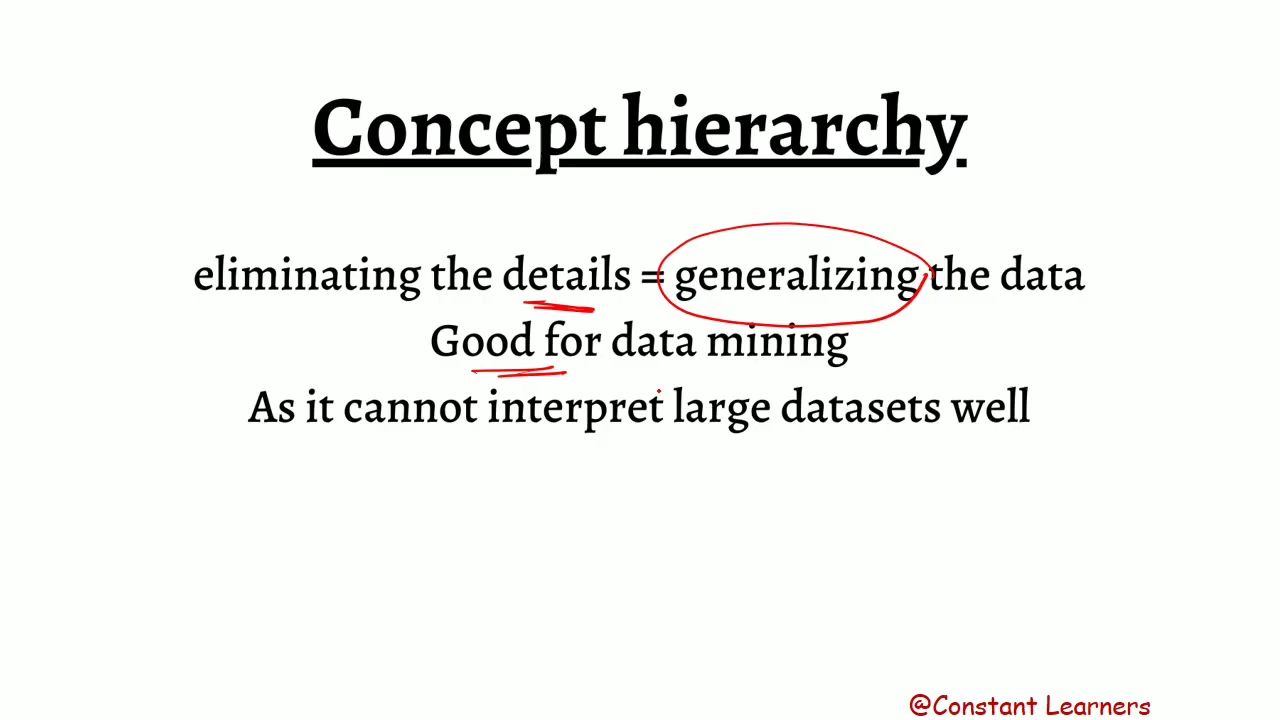 Concept hierarchy
eliminating the details = generalizing the data
Good for data mining
As it cannot interpret large datasets well
@Constant Learners